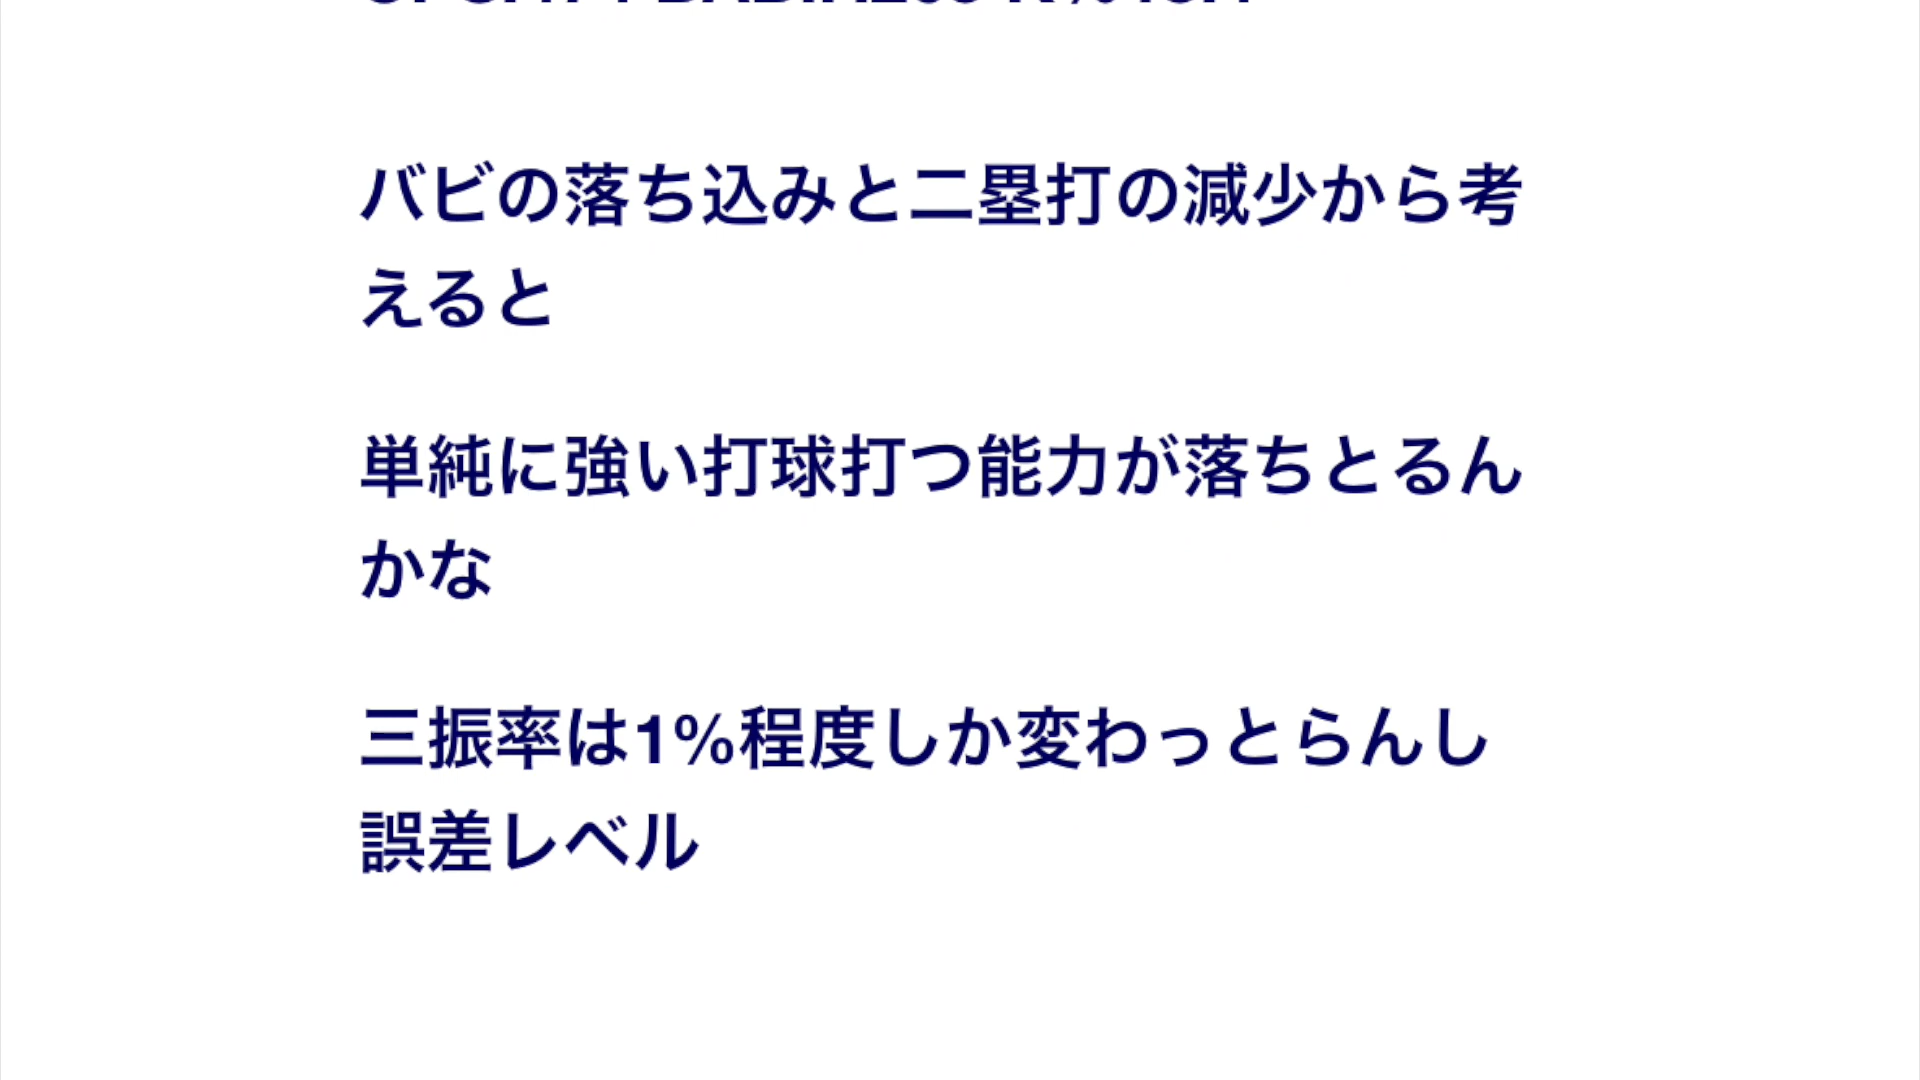 バビの落ち込みと二塁打の減少から考
えると
単純に強い打球打つ能力が落ちとるん
かな
三振率は1%程度しか変わっとらんし
誤差レベル